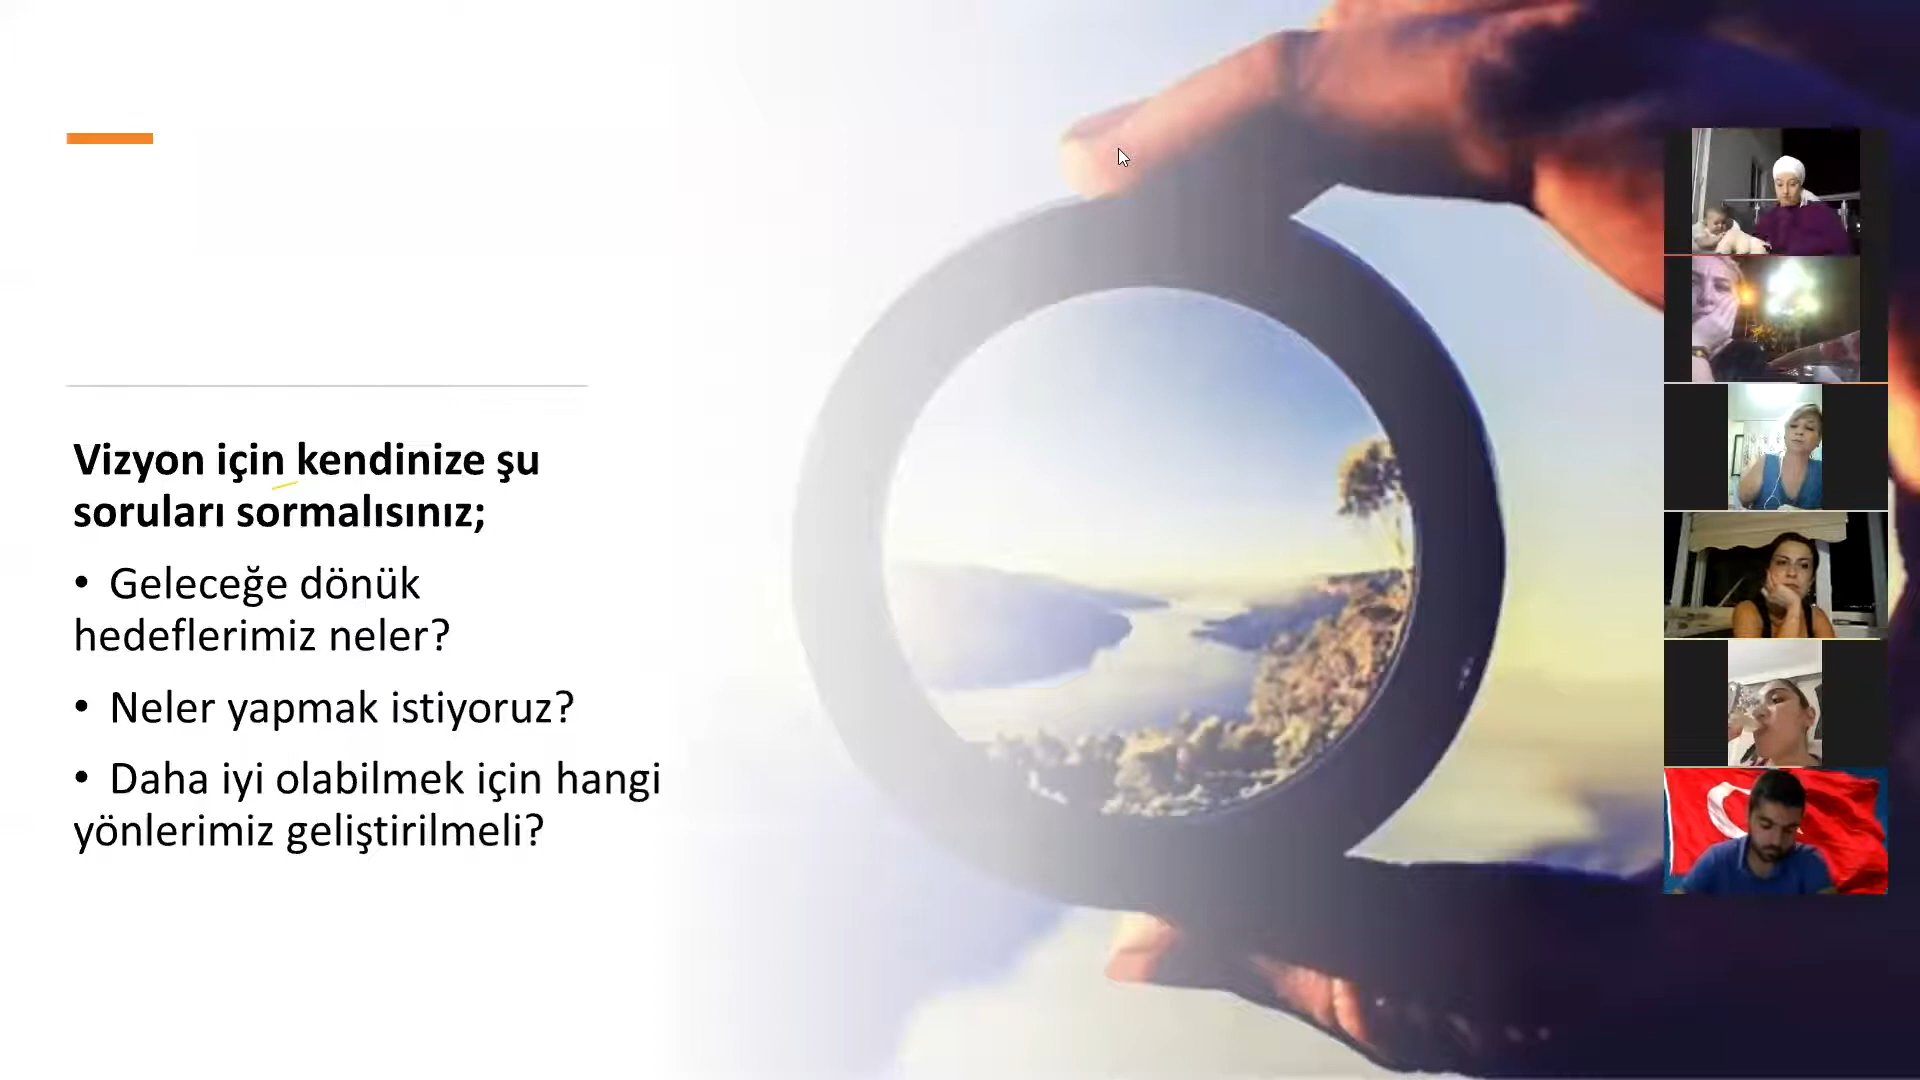 Vizyon için kendinize şu
soruları sormalısınız;
• Geleceğe dönük
hedeflerimiz neler?
• Neler yapmak istiyoruz?
• Daha iyi olabilmek için hangi
yönlerimiz geliştirilmeli?